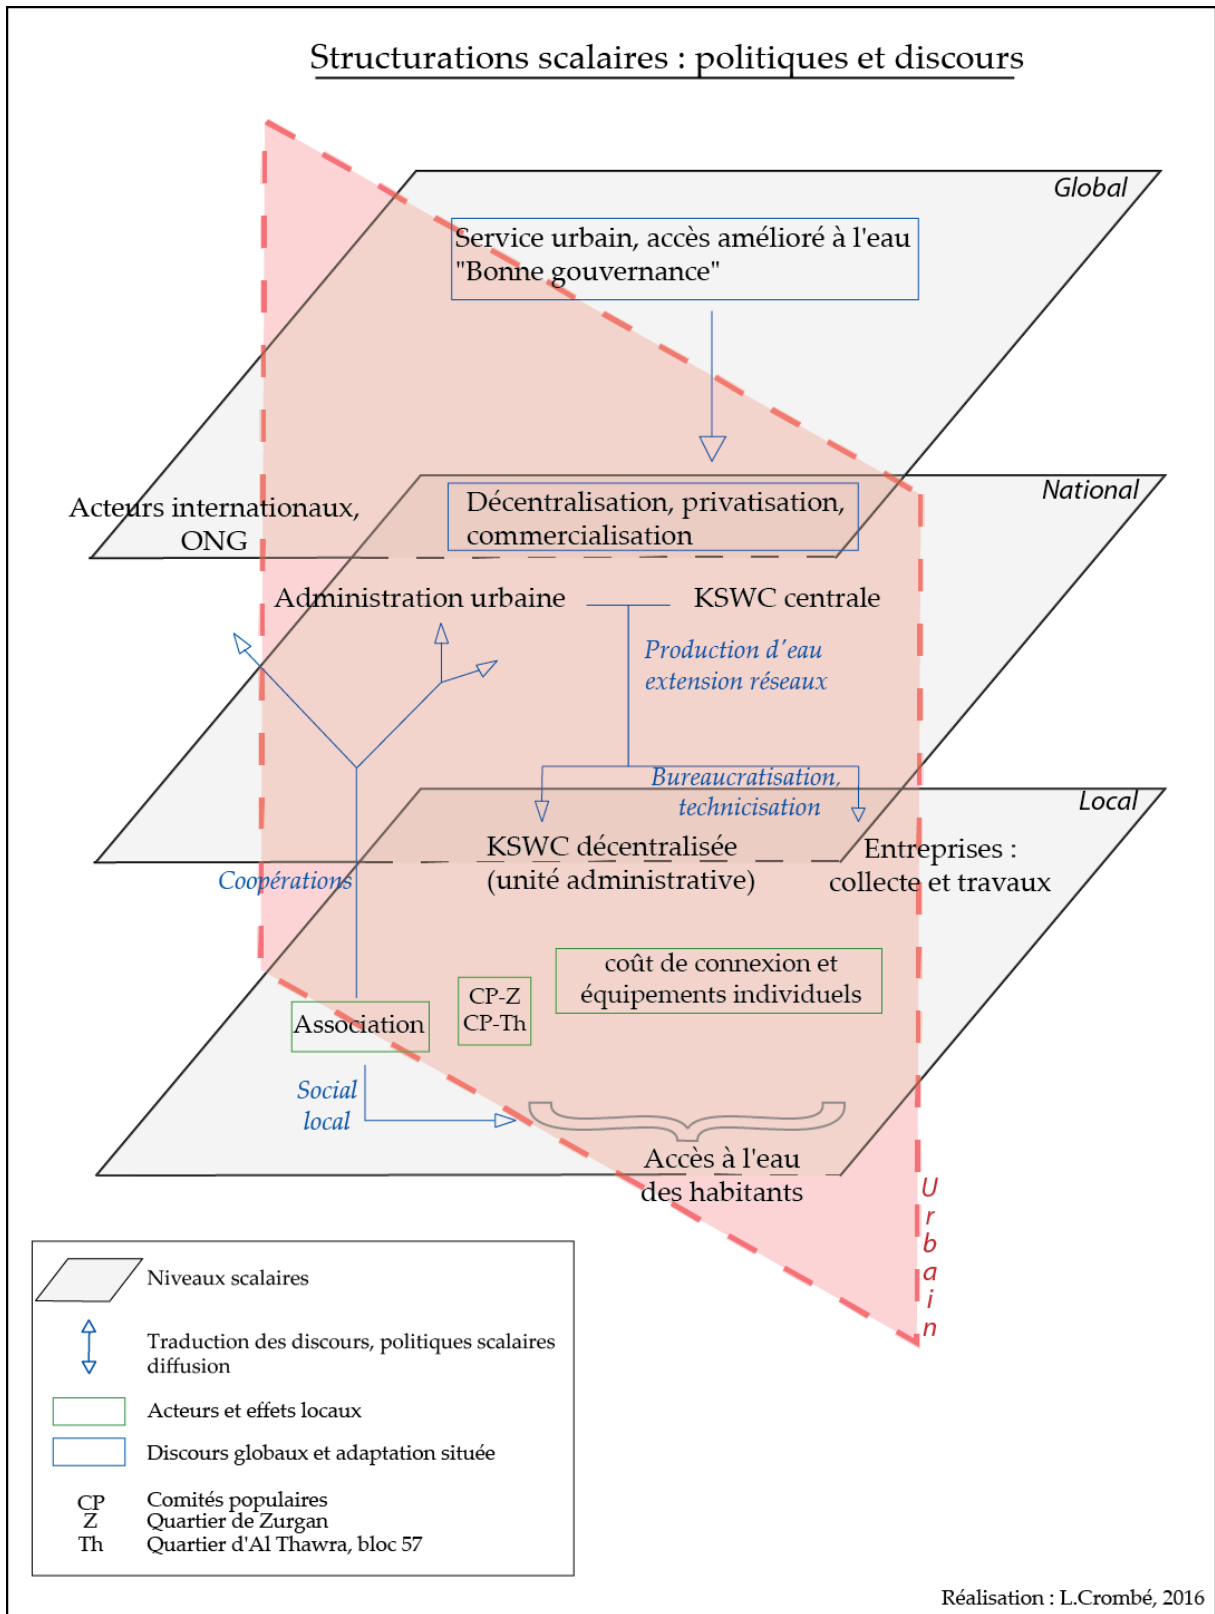 Structurations scalaires : politiques et discours
Global
Service urbain, accès amélioré à l'eau
"Bonne gouvernance"
National
Acteurs internationaux,
ONG
Décentralisation, privatisation,
commercialisation
Administration urbaine
KSWC centrale
Production d'eau
extension réseaux
Bureaucratisation,
technicisation
Local
KSWC décentralisée
(unité administrative)
Entreprises :
collecte et travaux
Coopérations
coût de connexion et
équipements individuels
CP-Z
CP-Th
Association
Social
local
Accès à l'eau
des habitants
Urbain
Niveaux scalaires
Traduction des discours, politiques scalaires
diffusion
Acteurs et effets locaux
Discours globaux et adaptation située
CP Comités populaires
Z Quartier de Zurgan
Th Quartier d'Al Thawra, bloc 57
Réalisation : L.Crombé, 2016